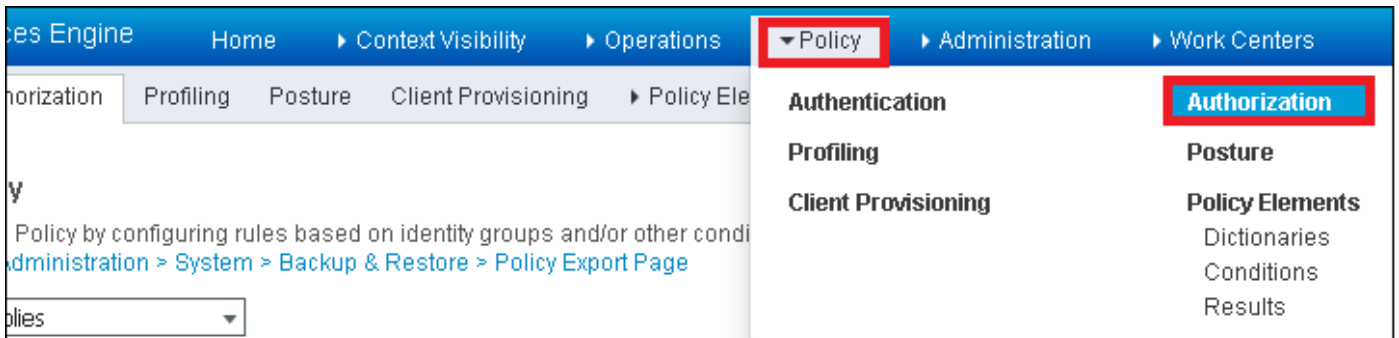 ces Engine Home Context Visibility Operations Policy Administration Work Centers
horization Profiling Posture Client Provisioning Policy Ele
Authentication Authorization
Profiling Posture
Client Provisioning Policy Elements
Dictionaries
Conditions
Results
y
Policy by configuring rules based on identity groups and/or other condi
Administration > System > Backup & Restore > Policy Export Page
plies